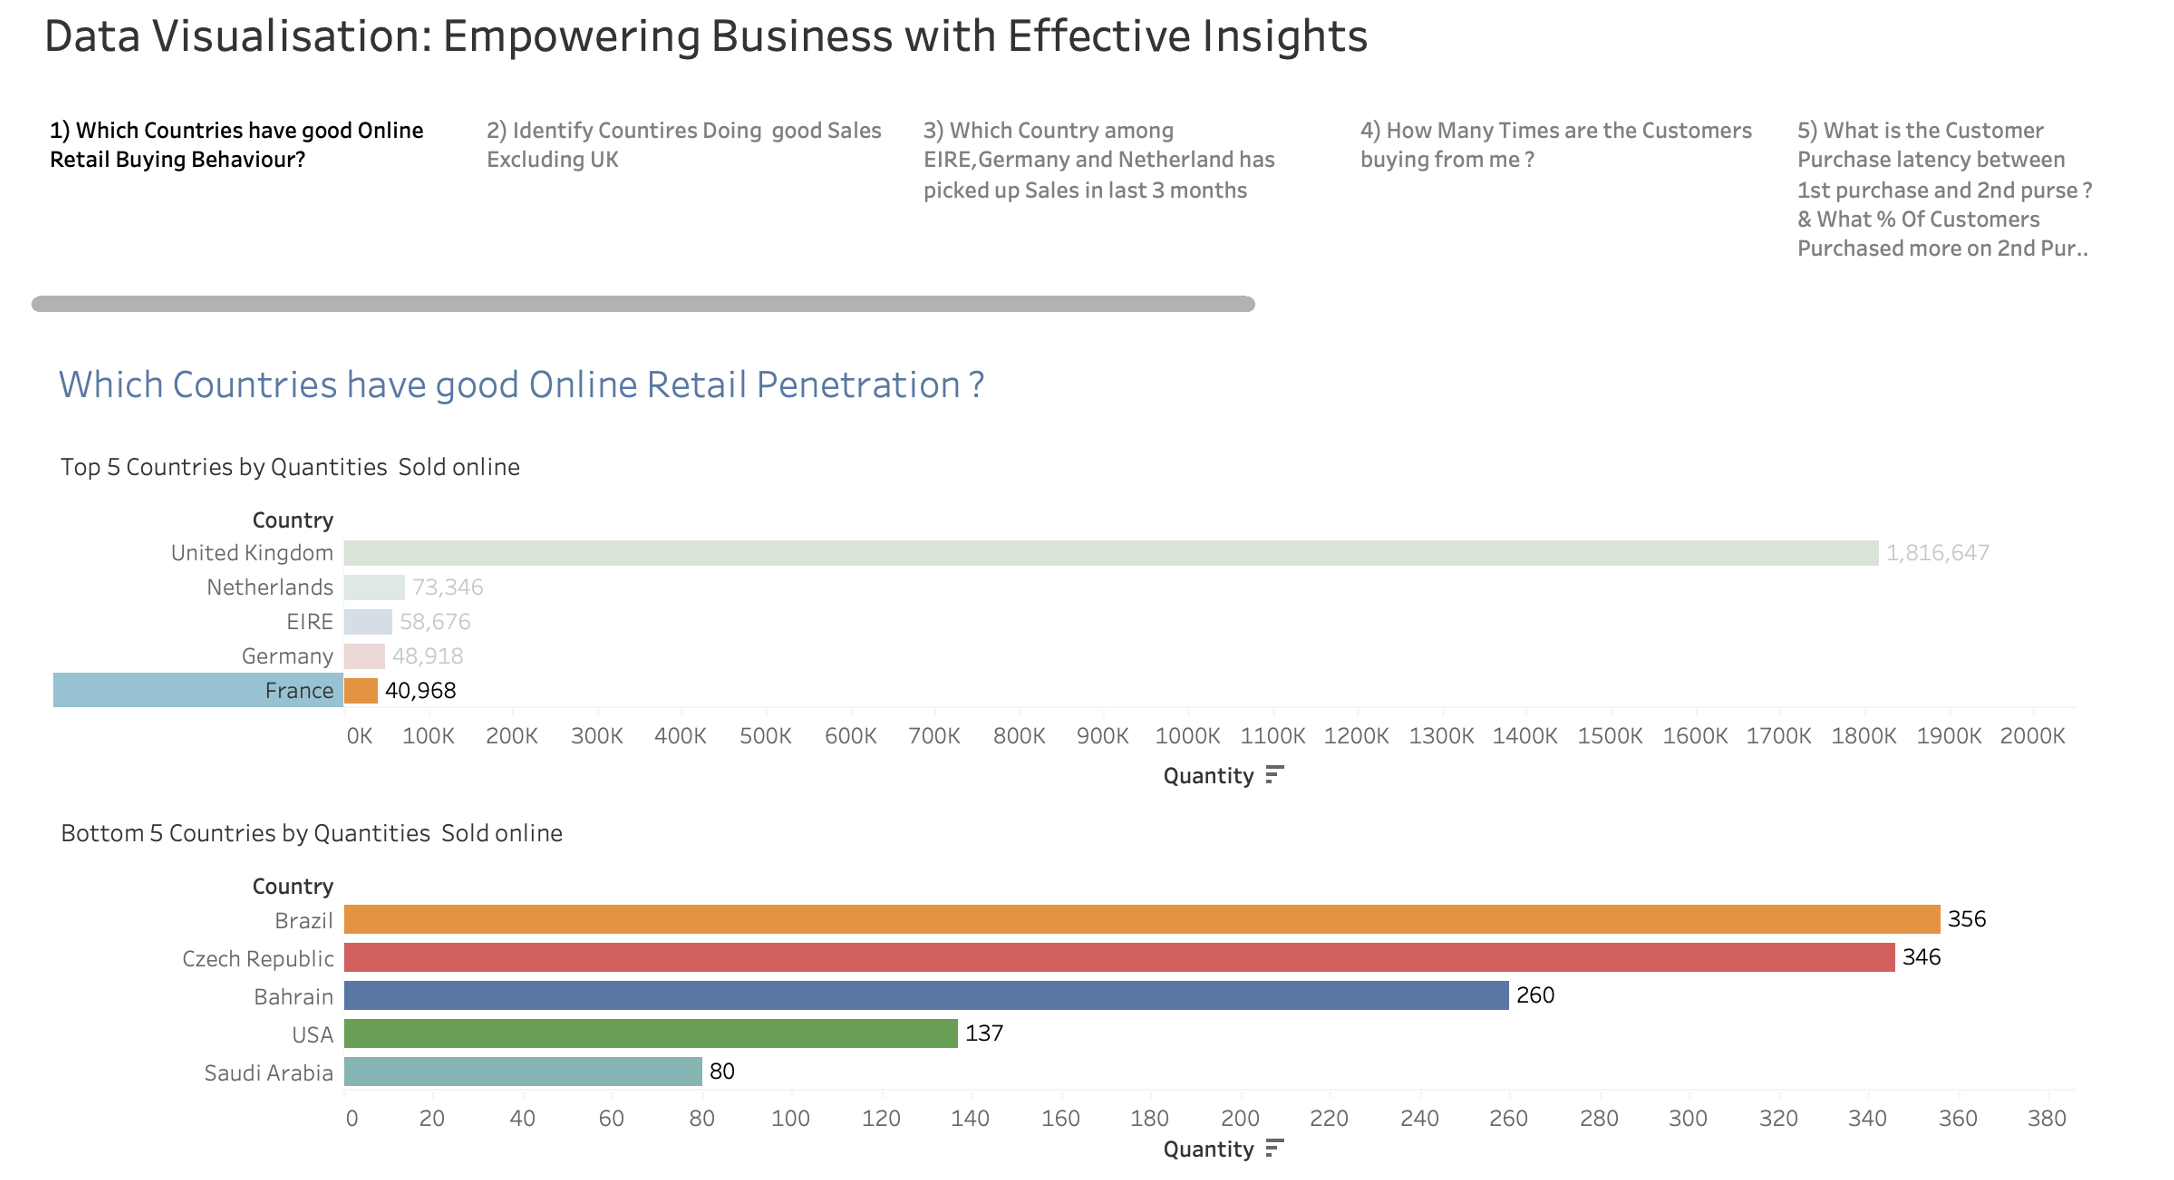 Data Visualisation: Empowering Business with Effective Insights
1) Which Countries have good Online
Retail Buying Behaviour?
2) Identify Countires Doing  good Sales
Excluding UK
3) Which Country among
EIRE,Germany and Netherland has
picked up Sales in last 3 months
4) How Many Times are the Customers
buying from me ?
5) What is the Customer
Purchase latency between
1st purchase and 2nd purse ?
& What % Of Customers
Purchased more on 2nd Pur..
Which Countries have good Online Retail Penetration ?
Top 5 Countries by Quantities  Sold online
Country
United Kingdom 1,816,647
Netherlands 73,346
EIRE 58,676
Germany 48,918
France 40,968
0K 100K 200K 300K 400K 500K 600K 700K 800K 900K 1000K 1100K 1200K 1300K 1400K 1500K 1600K 1700K 1800K 1900K 2000K
Quantity
Bottom 5 Countries by Quantities  Sold online
Country
Brazil 356
Czech Republic 346
Bahrain 260
USA 137
Saudi Arabia 80
0 20 40 60 80 100 120 140 160 180 200 220 240 260 280 300 320 340 360 380
Quantity